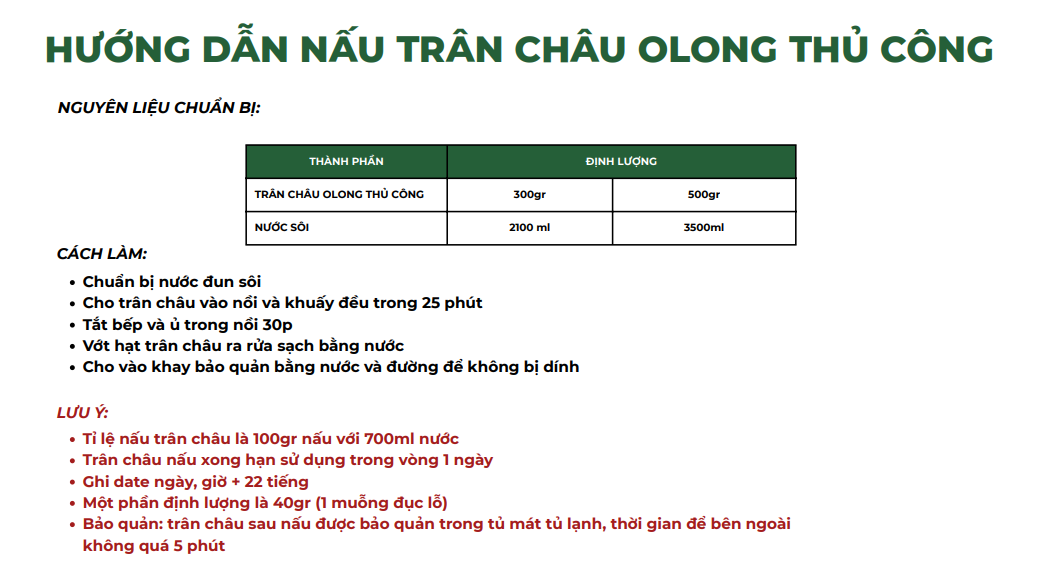 HƯỚNG DẪN NẤU TRÂN CHÂU OLONG THỦ CÔNG
NGUYÊN LIỆU CHUẨN BỊ:
THÀNH PHẦN ĐỊNH LƯỢNG
TRÂN CHÂU OLONG THỦ CÔNG 300gr 500gr
NƯỚC SÔI 2100 ml 3500ml
CÁCH LÀM:
• Chuẩn bị nước đun sôi
• Cho trân châu vào nồi và khuấy đều trong 25 phút
• Tắt bếp và ủ trong nồi 30p
• Vớt hạt trân châu ra rửa sạch bằng nước
• Cho vào khay bảo quản bằng nước và đường để không bị dính
LƯU Ý:
• Tỉ lệ nấu trân châu là 100gr nấu với 700ml nước
• Trân châu nấu xong hạn sử dụng trong vòng 1 ngày
• Ghi date ngày, giờ + 22 tiếng
• Một phần định lượng là 40gr (1 muỗng đục lỗ)
• Bảo quản: trân châu sau nấu được bảo quản trong tủ mát tủ lạnh, thời gian để bên ngoài
không quá 5 phút